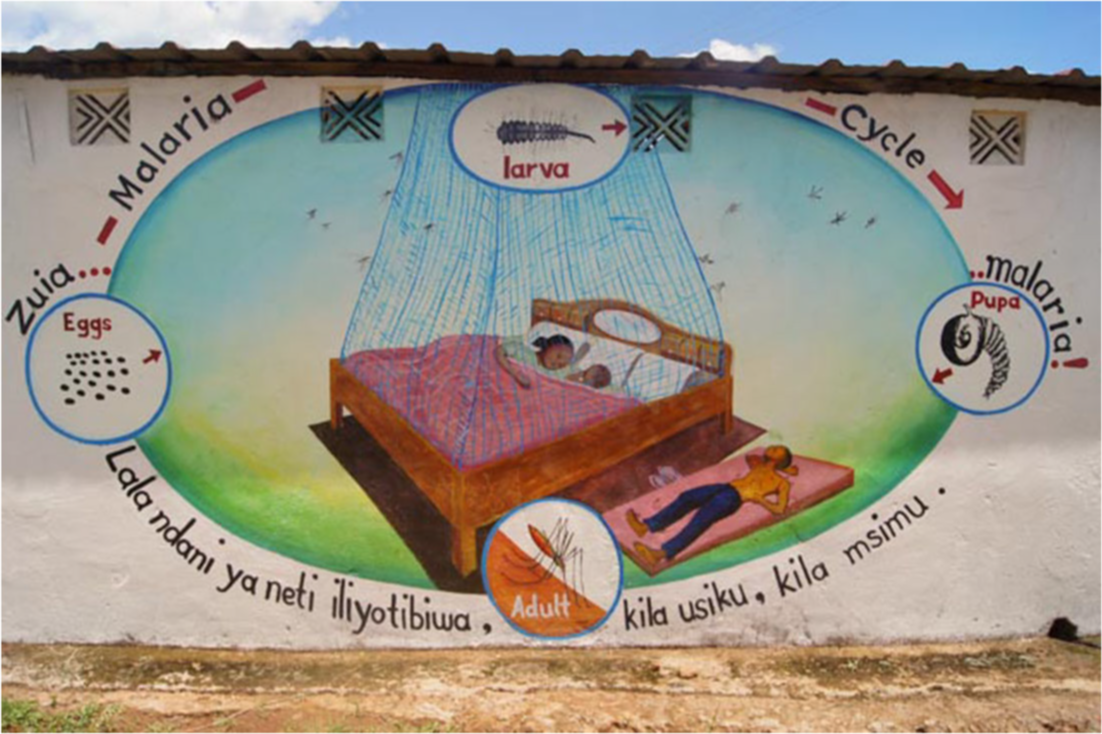 Malaria Cycle
Zuia... ...malaria!
Eggs
larva
Pupa
Adult
Lala ndani ya neti iliyotibiwa, kila usiku, kila msimu.